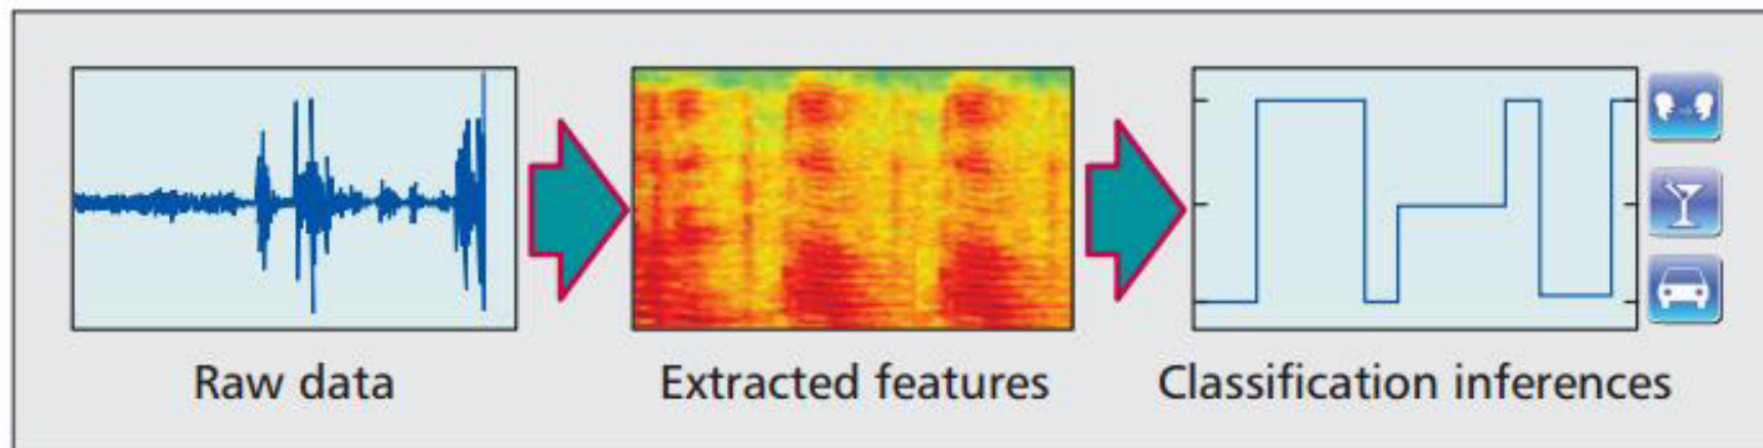 Raw data
Extracted features
Classification inferences